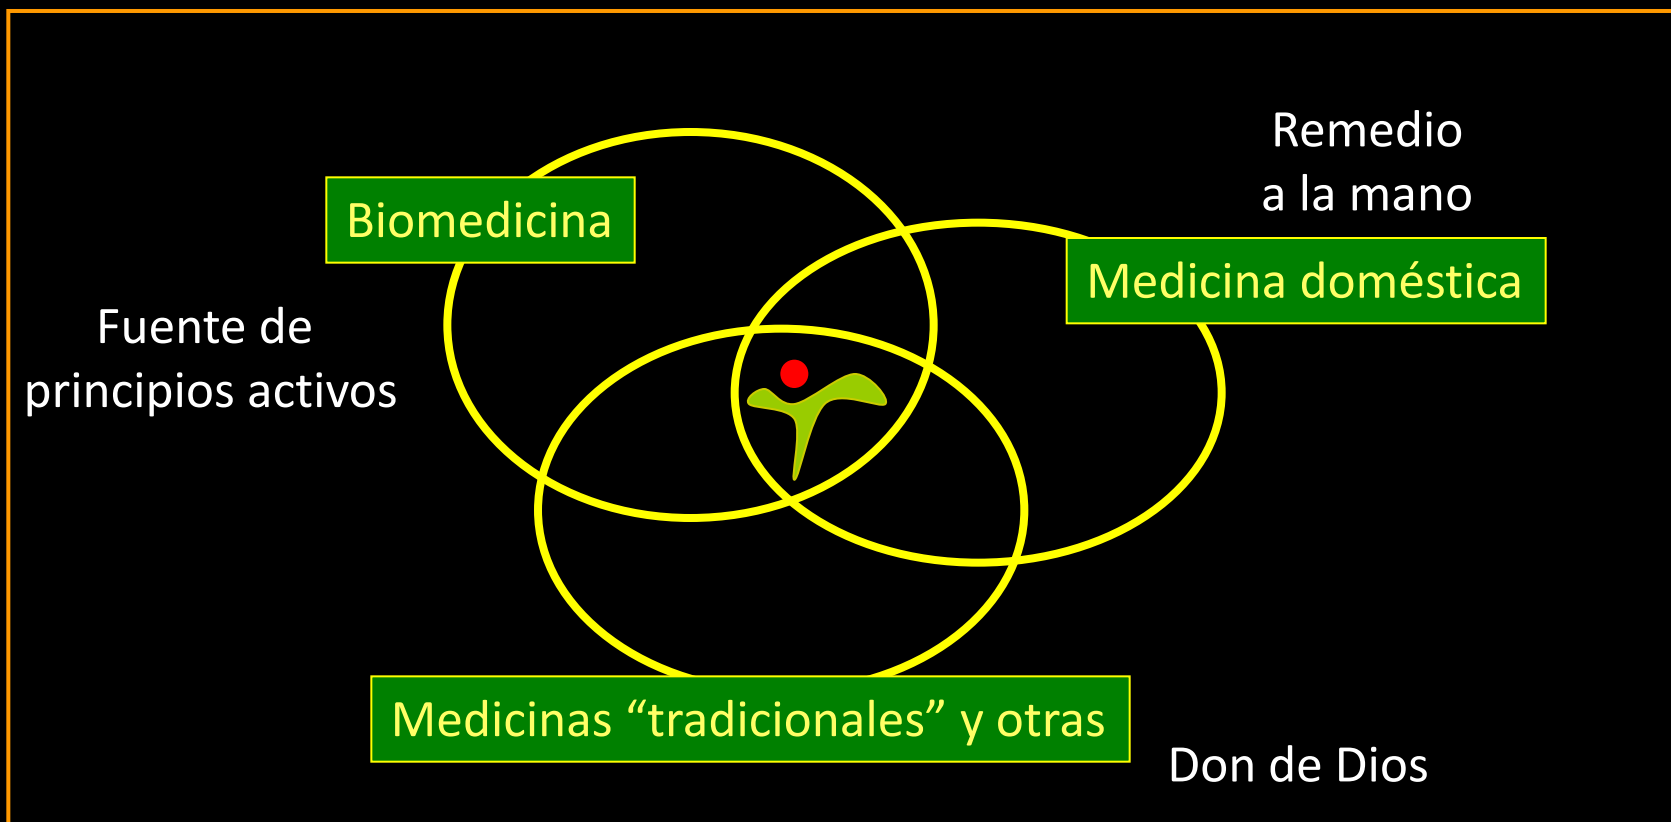 Remedio
a la mano
Biomedicina
Medicina doméstica
Fuente de
principios activos
Medicinas “tradicionales” y otras
Don de Dios